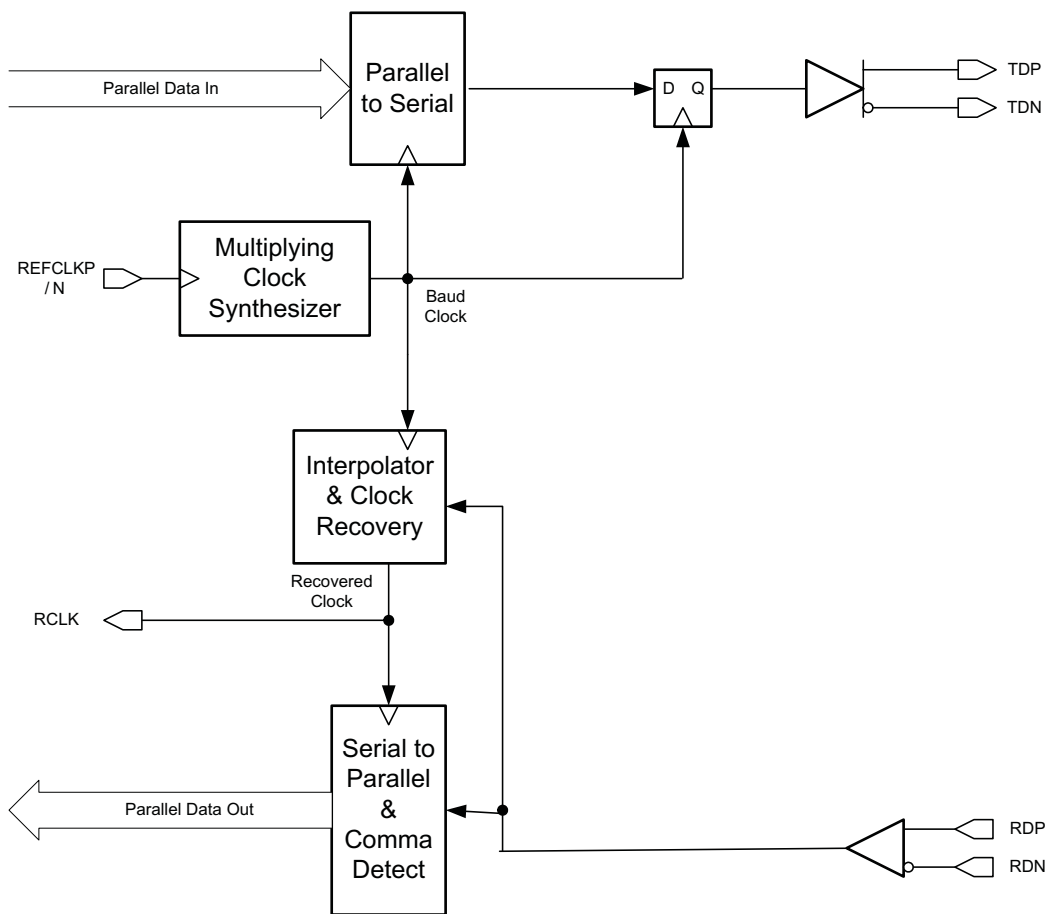 Parallel Data In
Parallel
to Serial
D Q
TDP
TDN
REFCLKP
/ N
Multiplying
Clock
Synthesizer
Baud
Clock
Interpolator
& Clock
Recovery
Recovered
Clock
RCLK
Serial to
Parallel
&
Comma
Detect
Parallel Data Out
RDP
RDN